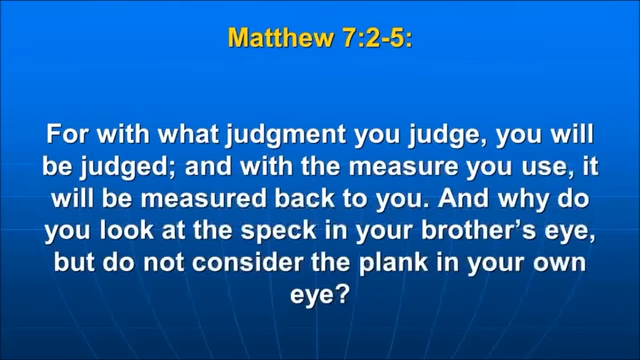 Matthew 7:2-5:
For with what judgment you judge, you will
be judged; and with the measure you use, it
will be measured back to you. And why do
you look at the speck in your brother’s eye,
but do not consider the plank in your own
eye?